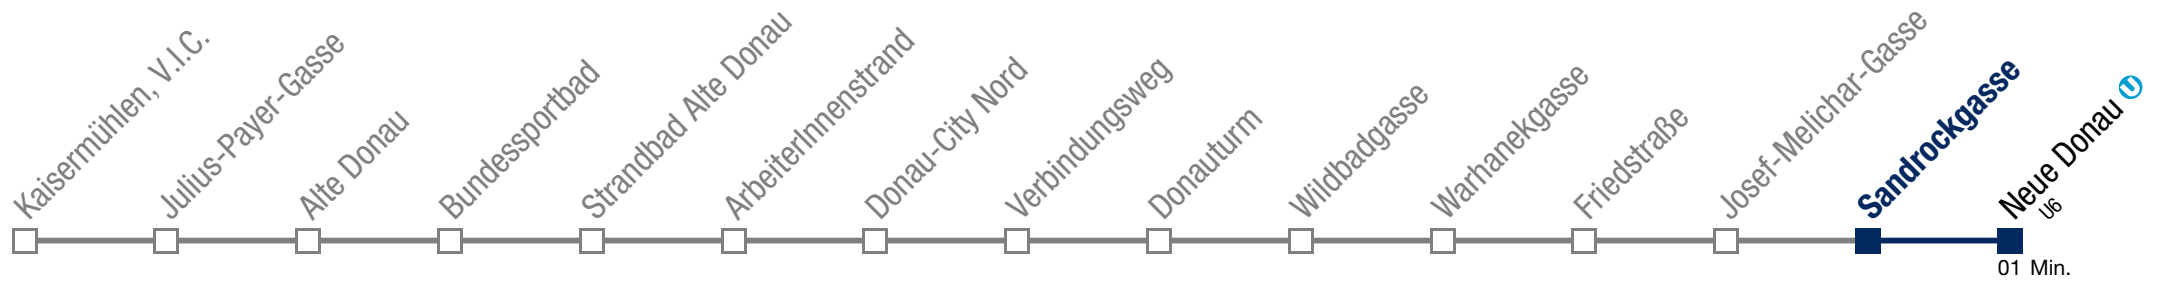 Kaisermühlen, V.I.C.
Julius-Payer-Gasse
Alte Donau
Bundessportbad
Strandbad Alte Donau
ArbeiterInnenstrand
Donau-City Nord
Verbindungsweg
Donauturm
Wildbadgasse
Warhanekgasse
Friedstraße
Josef-Melichar-Gasse
Sandrockgasse
Neue Donau U
U6
01 Min.